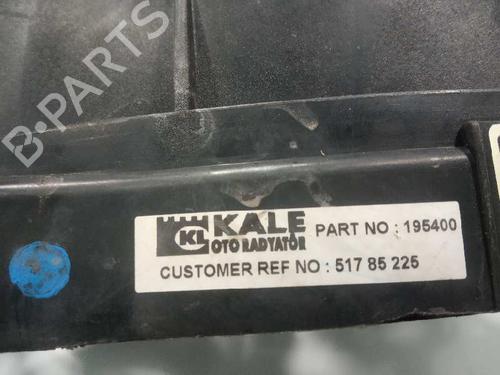 B-PARTS
KL KALE
OTO RADYATÖR
PART NO : 195400
CUSTOMER REF NO : 517 85 225